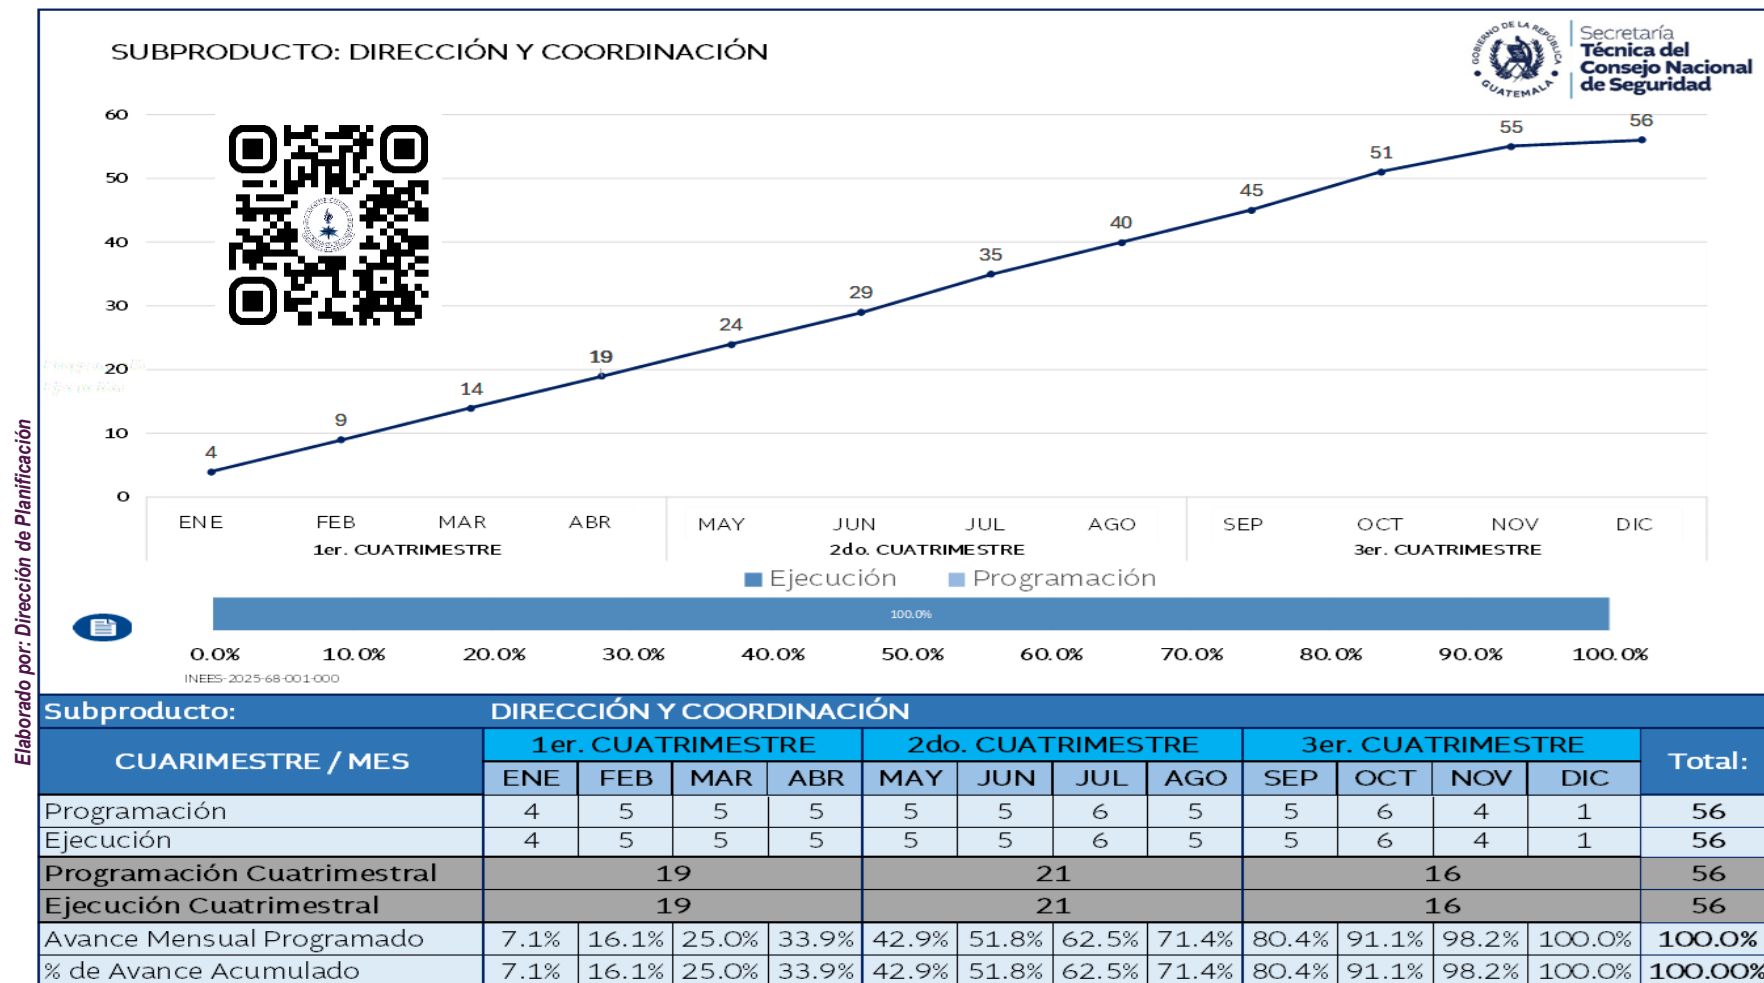 SUBPRODUCTO: DIRECCIÓN Y COORDINACIÓN
GOBIERNO DE LA REPÚBLICA
GUATEMALA
Secretaría
Técnica del
Consejo Nacional
de Seguridad
60
50
40
30
20
10
0
4
9
14
19
24
29
35
40
45
51
55
56
ENE FEB MAR ABR MAY JUN JUL AGO SEP OCT NOV DIC
1er. CUATRIMESTRE 2do. CUATRIMESTRE 3er. CUATRIMESTRE
Ejecución Programación
100.0%
0.0% 10.0% 20.0% 30.0% 40.0% 50.0% 60.0% 70.0% 80.0% 90.0% 100.0%
INEES-2025-68-001-000
Elaborado por: Dirección de Planificación
Subproducto: DIRECCIÓN Y COORDINACIÓN
CUARIMESTRE / MES 1er. CUATRIMESTRE 2do. CUATRIMESTRE 3er. CUATRIMESTRE Total:
ENE FEB MAR ABR MAY JUN JUL AGO SEP OCT NOV DIC
Programación 4 5 5 5 5 5 6 5 5 6 4 1 56
Ejecución 4 5 5 5 5 5 6 5 5 6 4 1 56
Programación Cuatrimestral 19 21 16 56
Ejecución Cuatrimestral 19 21 16 56
Avance Mensual Programado 7.1% 16.1% 25.0% 33.9% 42.9% 51.8% 62.5% 71.4% 80.4% 91.1% 98.2% 100.0% 100.0%
% de Avance Acumulado 7.1% 16.1% 25.0% 33.9% 42.9% 51.8% 62.5% 71.4% 80.4% 91.1% 98.2% 100.0% 100.00%